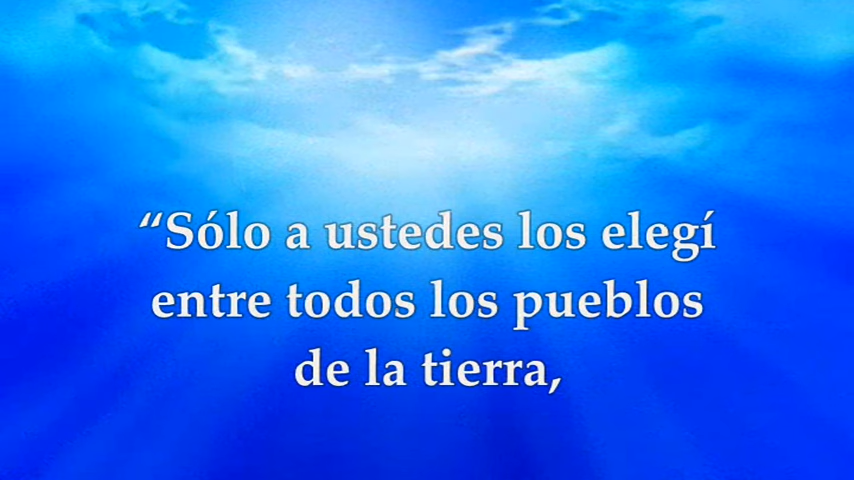 “Sólo a ustedes los elegí
entre todos los pueblos
de la tierra,